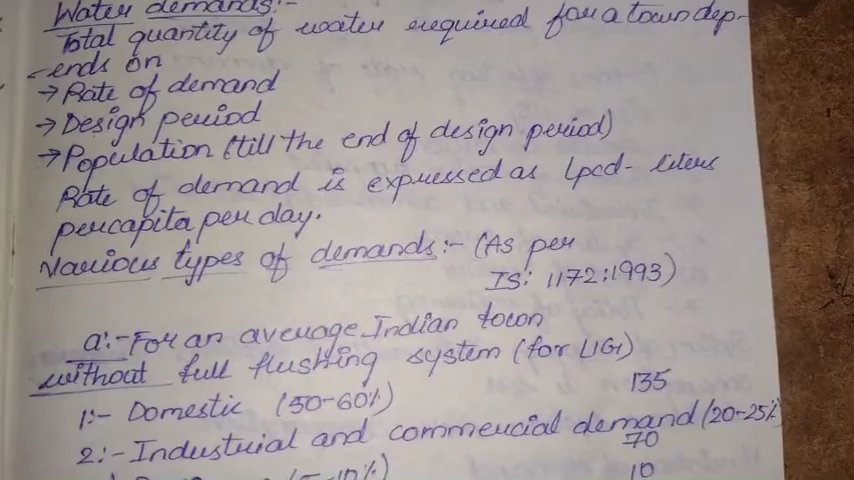 Water demands:-
Total quantity of water required for a town dep-
-ends on
→ Rate of demand
→ Design period
→ Population (till the end of design period)
Rate of demand is expressed as lpcd- liters
percapita per day.
Various types of demands:- (As per
IS: 1172:1993)
a:- For an average Indian town
without full flushing system (for LIG)
135
1:- Domestic (50-60%)
2:- Industrial and commercial demand (20-25%
70
(5-10%)
10